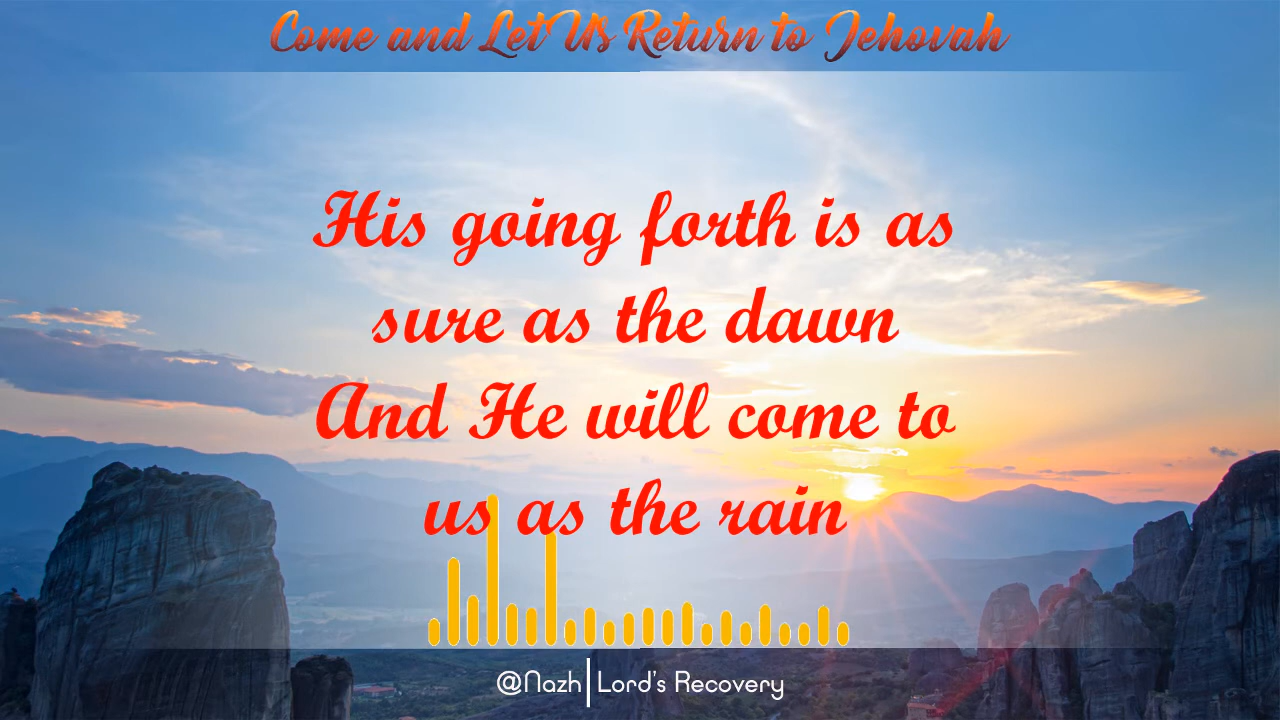 Come and Let Us Return to Jehovah
His going forth is as
sure as the dawn
And He will come to
us as the rain
@Nazh|Lord's Recovery